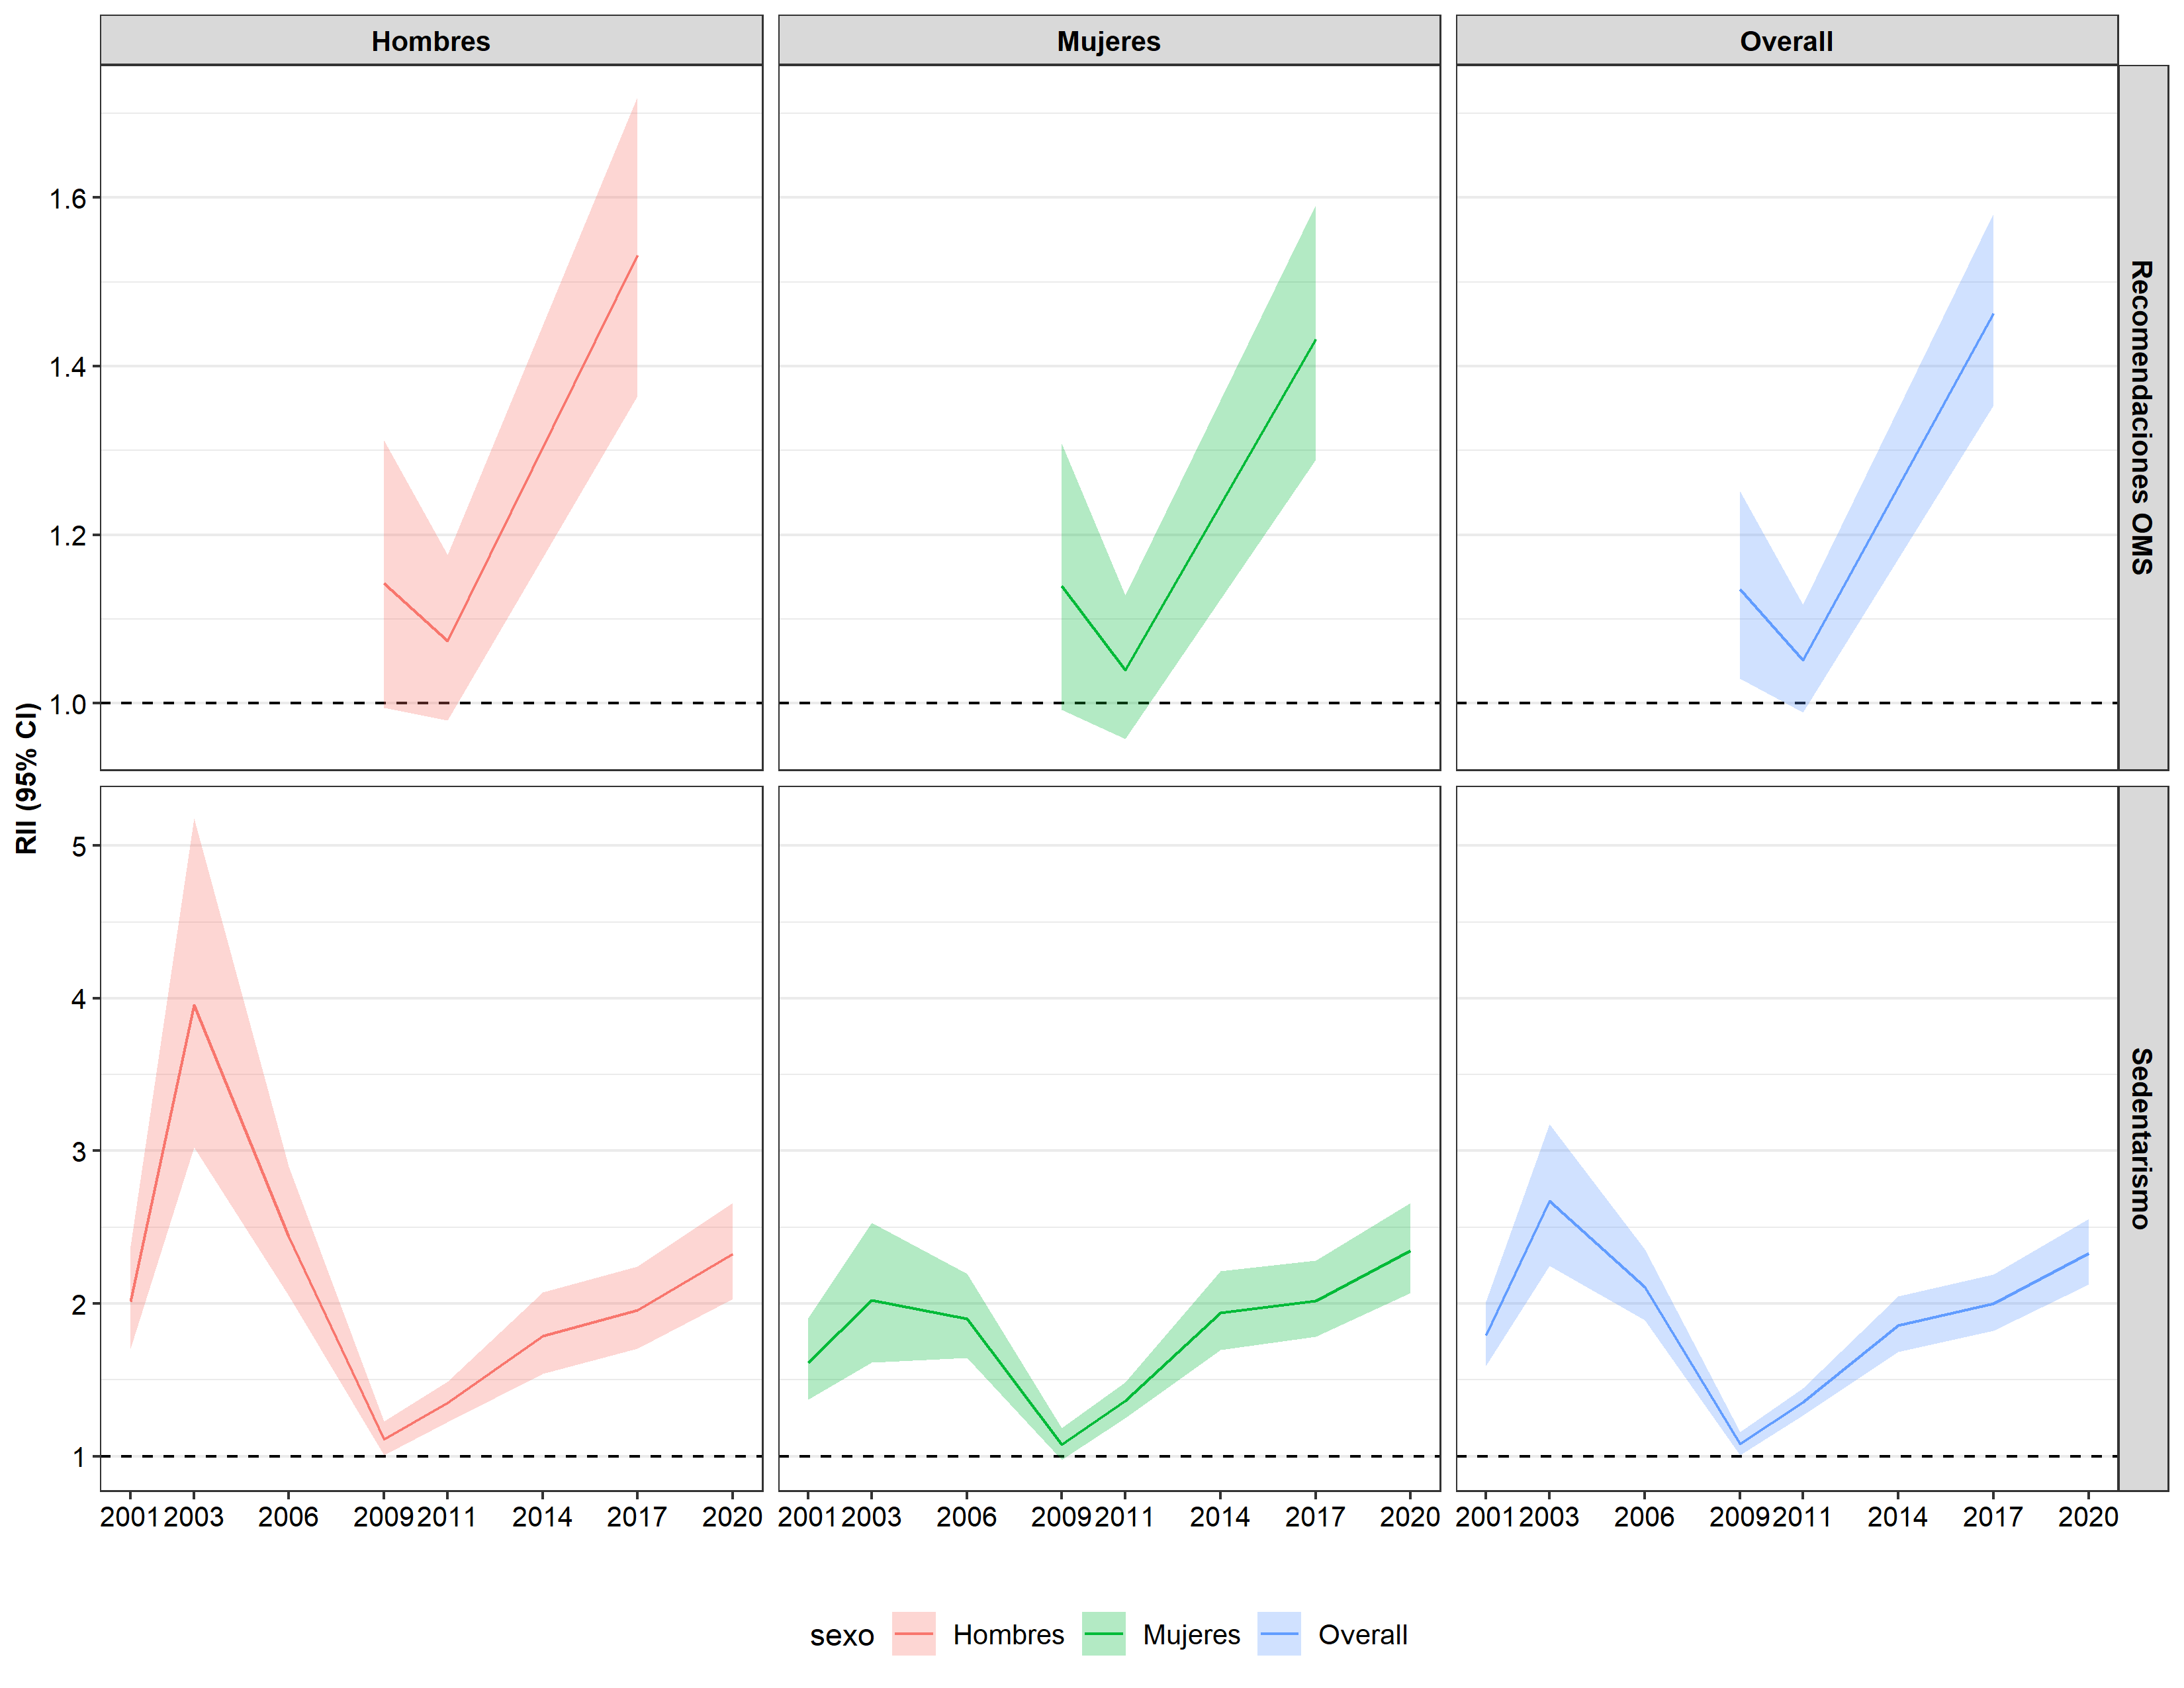 Hombres
Mujeres
Overall
RII (95% CI)
1.6
1.4
1.2
1.0
Recomendaciones OMS
5
4
3
2
1
Sedentarismo
2001 2003 2006 2009 2011 2014 2017 2020
2001 2003 2006 2009 2011 2014 2017 2020
2001 2003 2006 2009 2011 2014 2017 2020
sexo Hombres Mujeres Overall